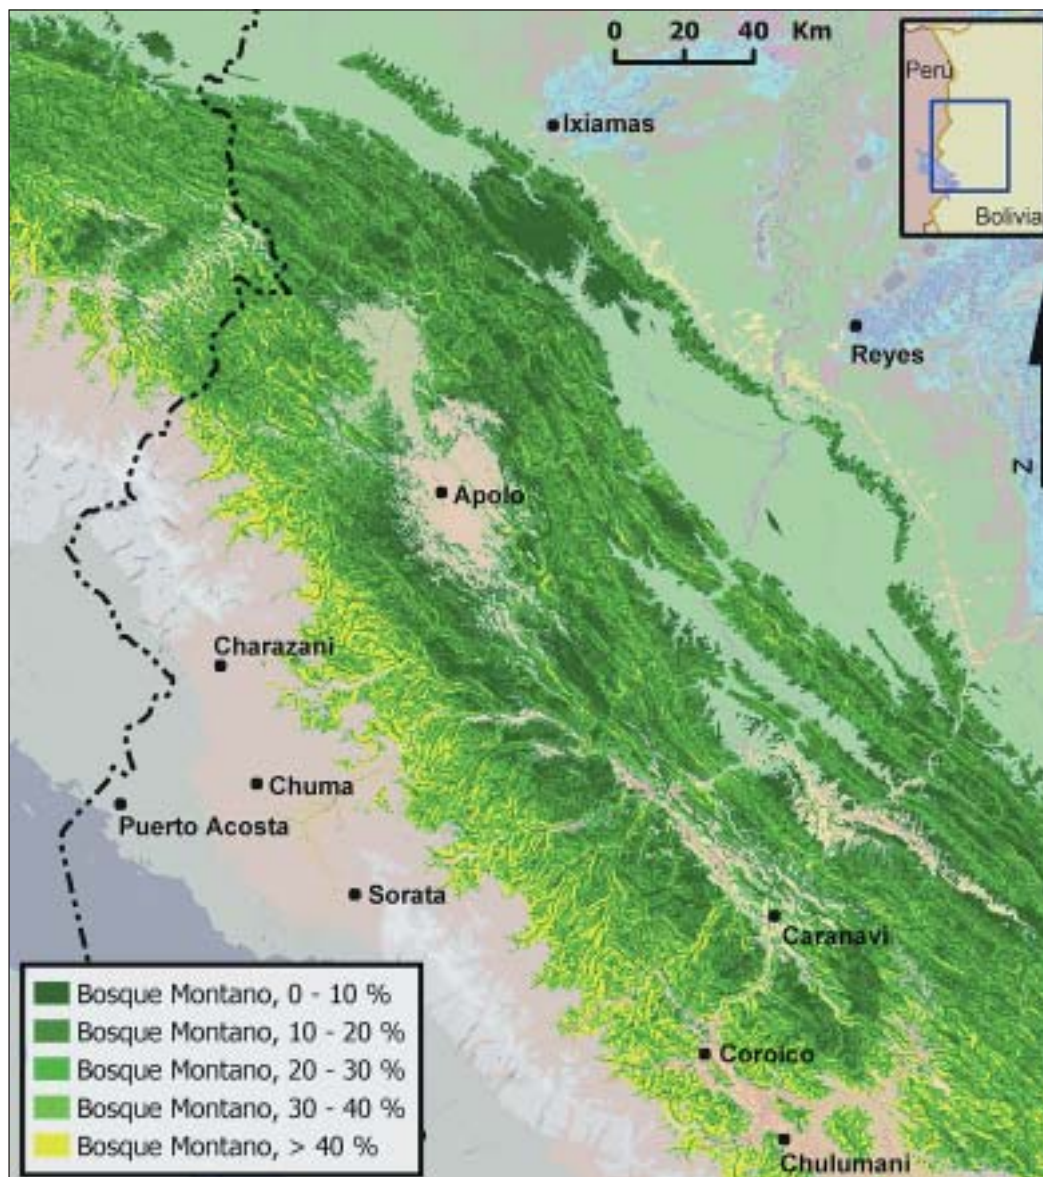 0 20 40 Km
Perú
Bolivia
Ixiamas
Reyes
N
Apolo
Charazani
Chuma
Puerto Acosta
Sorata
Caranavi
Coroico
Chulumani
Bosque Montano, 0 - 10 %
Bosque Montano, 10 - 20 %
Bosque Montano, 20 - 30 %
Bosque Montano, 30 - 40 %
Bosque Montano, > 40 %